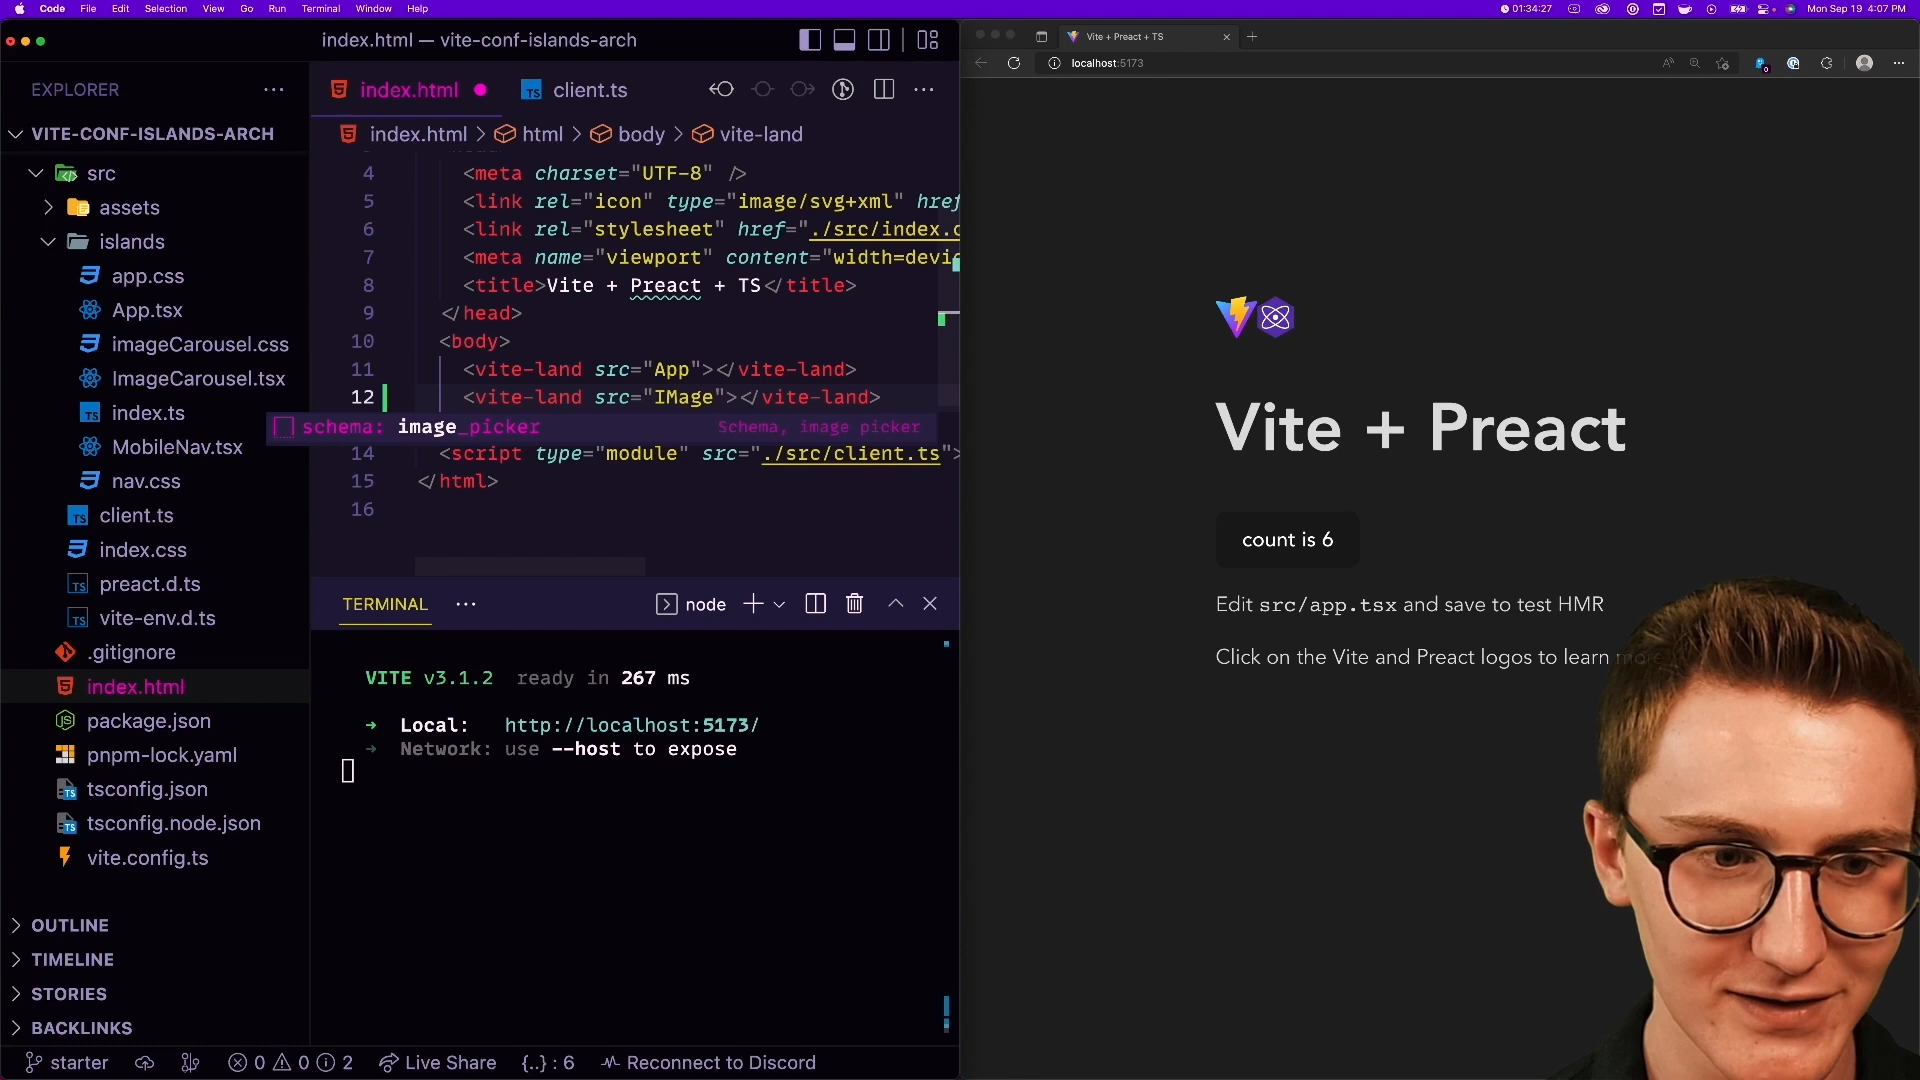 Code File Edit Selection View Go Run Terminal Window Help
01:34:27 Mon Sep 19 4:07 PM
index.html — vite-conf-islands-arch
EXPLORER ...
VITE-CONF-ISLANDS-ARCH
src
assets
islands
app.css
App.tsx
imageCarousel.css
ImageCarousel.tsx
index.ts
MobileNav.tsx
nav.css
client.ts
index.css
preact.d.ts
vite-env.d.ts
.gitignore
index.html
package.json
pnpm-lock.yaml
tsconfig.json
tsconfig.node.json
vite.config.ts
OUTLINE
TIMELINE
STORIES
BACKLINKS
index.html client.ts
index.html > html > body > vite-land
4 <meta charset="UTF-8" />
5 <link rel="icon" type="image/svg+xml" href
6 <link rel="stylesheet" href="./src/index.c
7 <meta name="viewport" content="width=devi
8 <title>Vite + Preact + TS</title>
9 </head>
10 <body>
11 <vite-land src="App"></vite-land>
12 <vite-land src="IMage"></vite-land>
schema: image_picker Schema, image picker
14 <script type="module" src="./src/client.ts">
15 </html>
16
TERMINAL ... node
VITE v3.1.2 ready in 267 ms
➜ Local: http://localhost:5173/
➜ Network: use --host to expose
starter 0 0 2 Live Share {..} : 6 Reconnect to Discord
Vite + Preact + TS
localhost:5173
Vite + Preact
count is 6
Edit src/app.tsx and save to test HMR
Click on the Vite and Preact logos to learn more